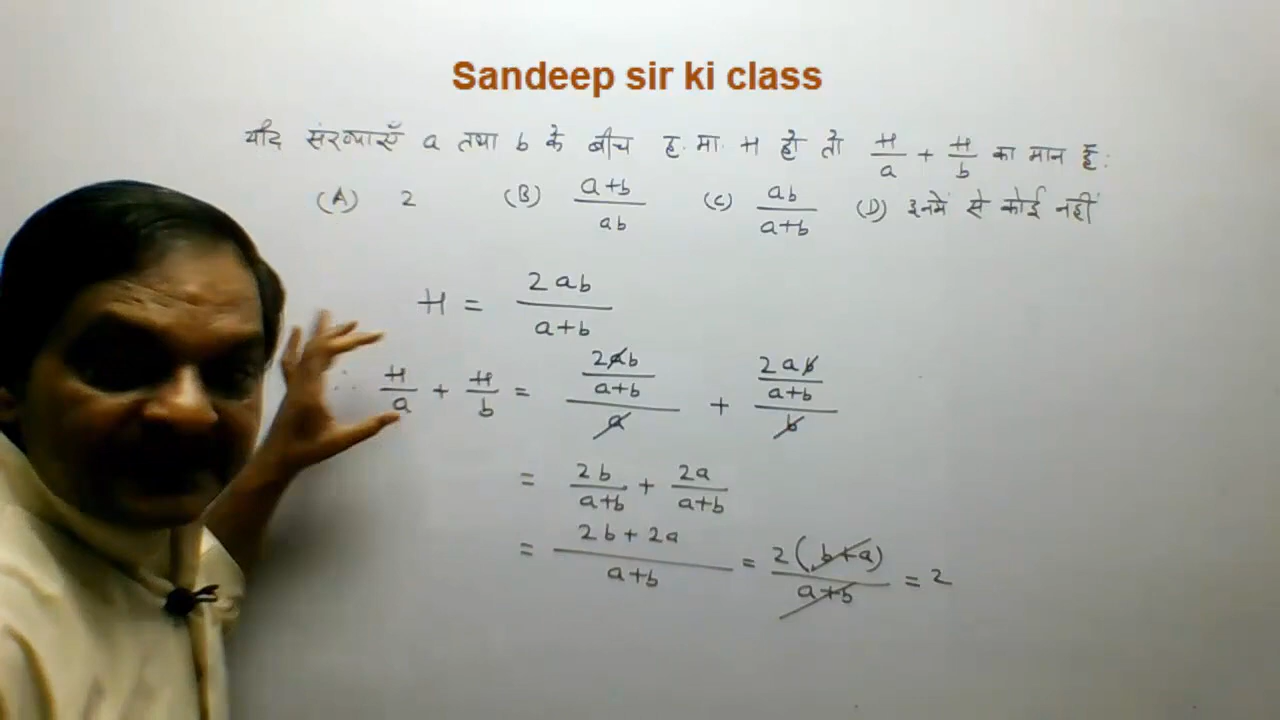 Sandeep sir ki class
यदि संख्याएँ a तथा b के बीच ह. मा. H हो तो H/a + H/b का मान है:
(A) 2 (B) a+b/ab (C) ab/a+b (D) इनमें से कोई नहीं
H = 2ab/a+b
∴ H/a + H/b = 2ab/a+b/a + 2ab/a+b/b
= 2b/a+b + 2a/a+b
= 2b+2a/a+b = 2(b+a)/a+b = 2